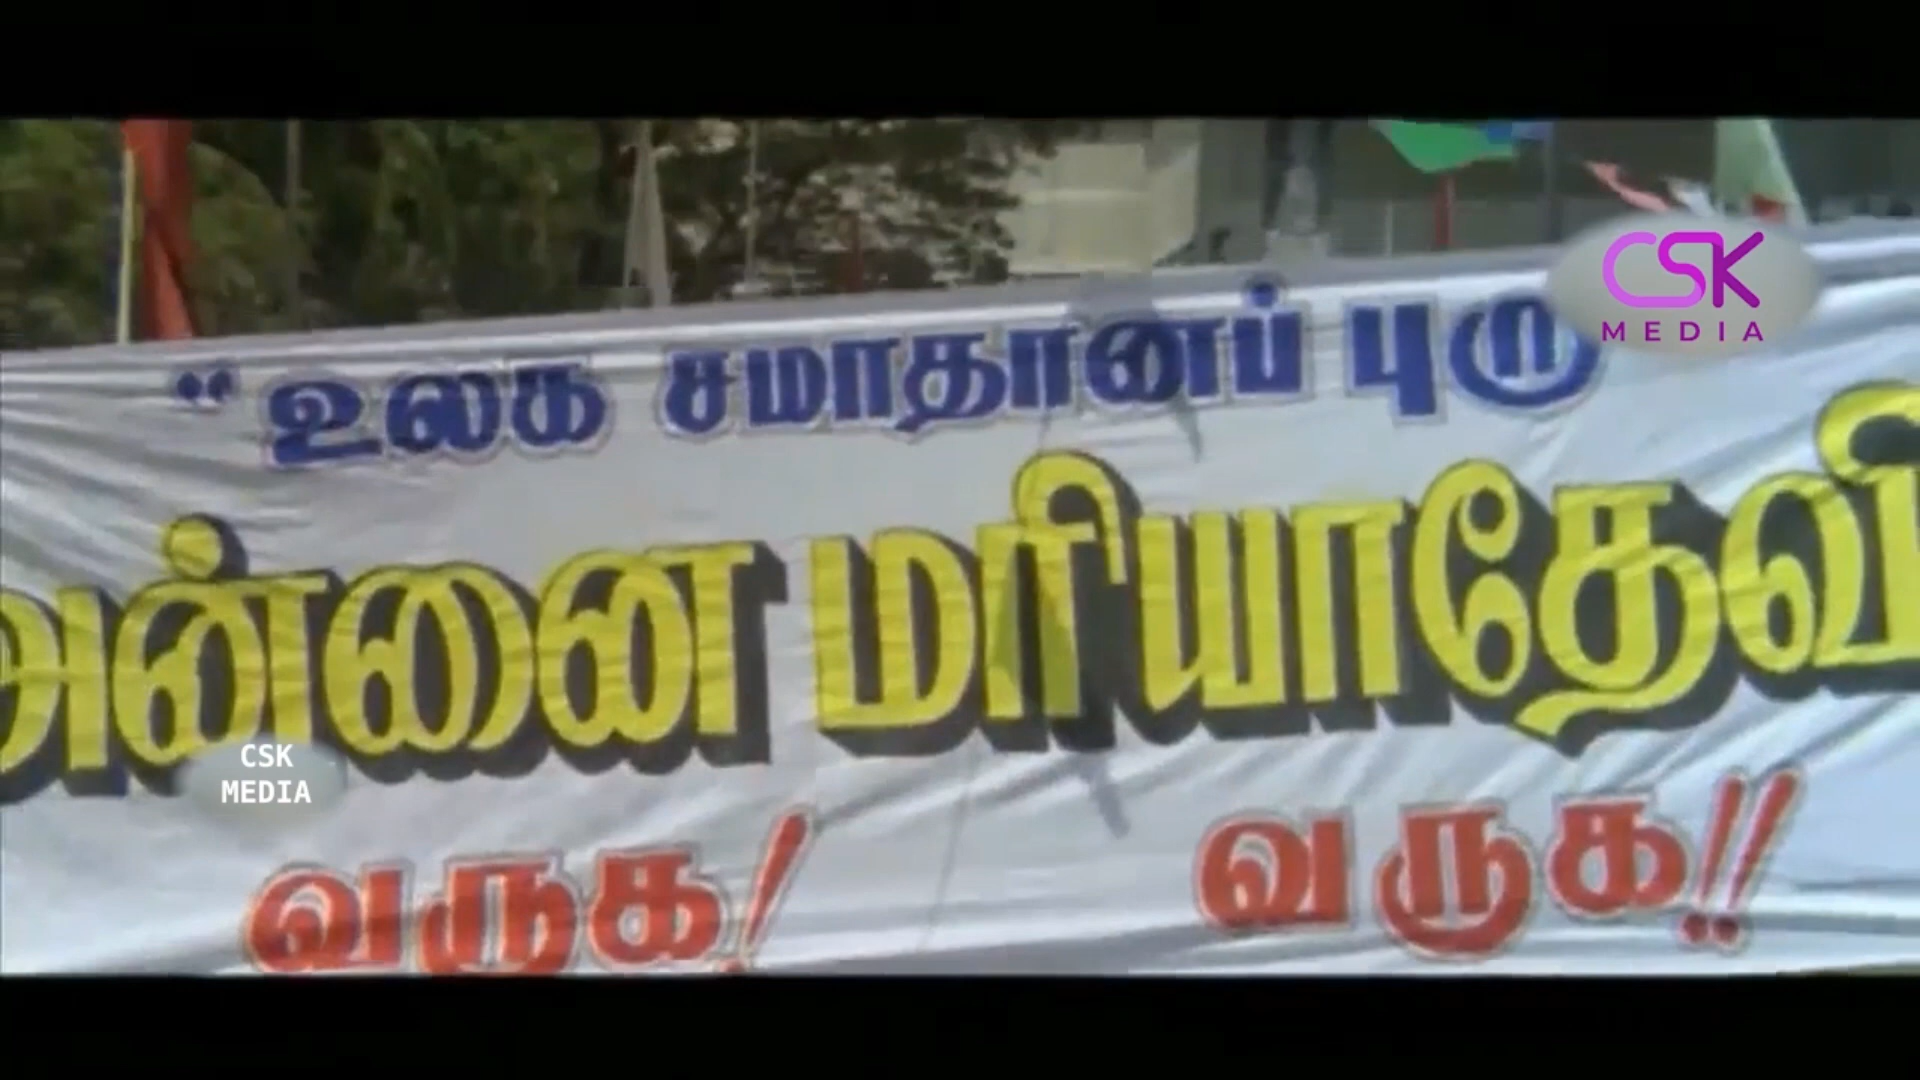 “உலக சமாதானப் புரு
அன்னை மரியாதேவி
வருக! வருக!!
CSK
MEDIA
CSK
MEDIA